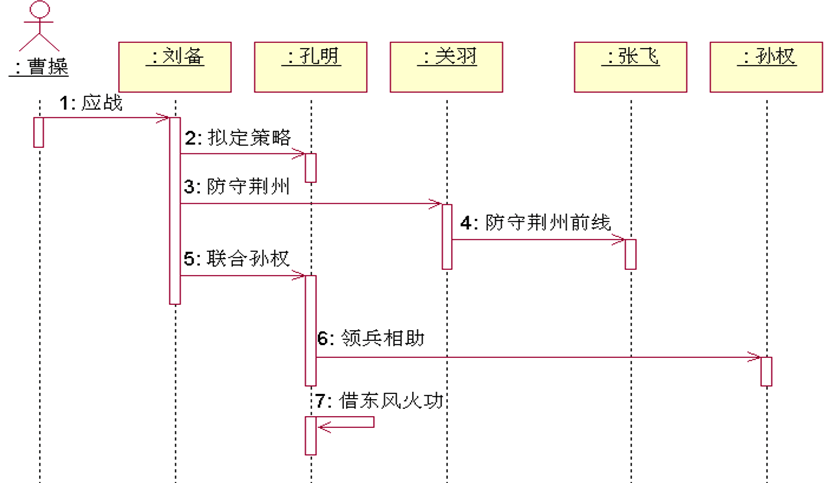 : 曹操
: 刘备
: 孔明
: 关羽
: 张飞
: 孙权
1: 应战
2: 拟定策略
3: 防守荆州
4: 防守荆州前线
5: 联合孙权
6: 领兵相助
7: 借东风火功